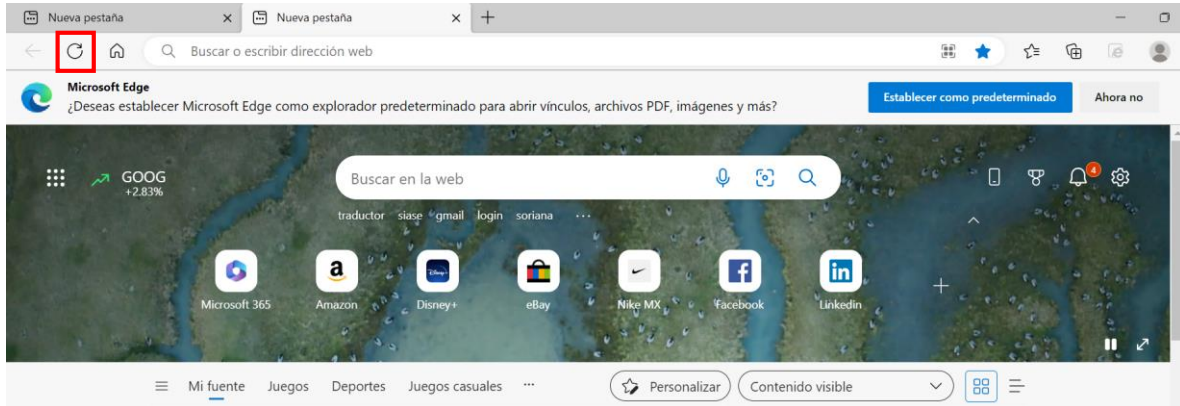 Nueva pestaña
Nueva pestaña
Buscar o escribir dirección web
Microsoft Edge
¿Deseas establecer Microsoft Edge como explorador predeterminado para abrir vínculos, archivos PDF, imágenes y más?
Establecer como predeterminado
Ahora no
GOOG
+2.83%
Buscar en la web
4
traductor siase gmail login soriana ...
Microsoft 365
Amazon
Disney+
eBay
Nike MX
Facebook
Linkedin
Mi fuente Juegos Deportes Juegos casuales ...
Personalizar
Contenido visible